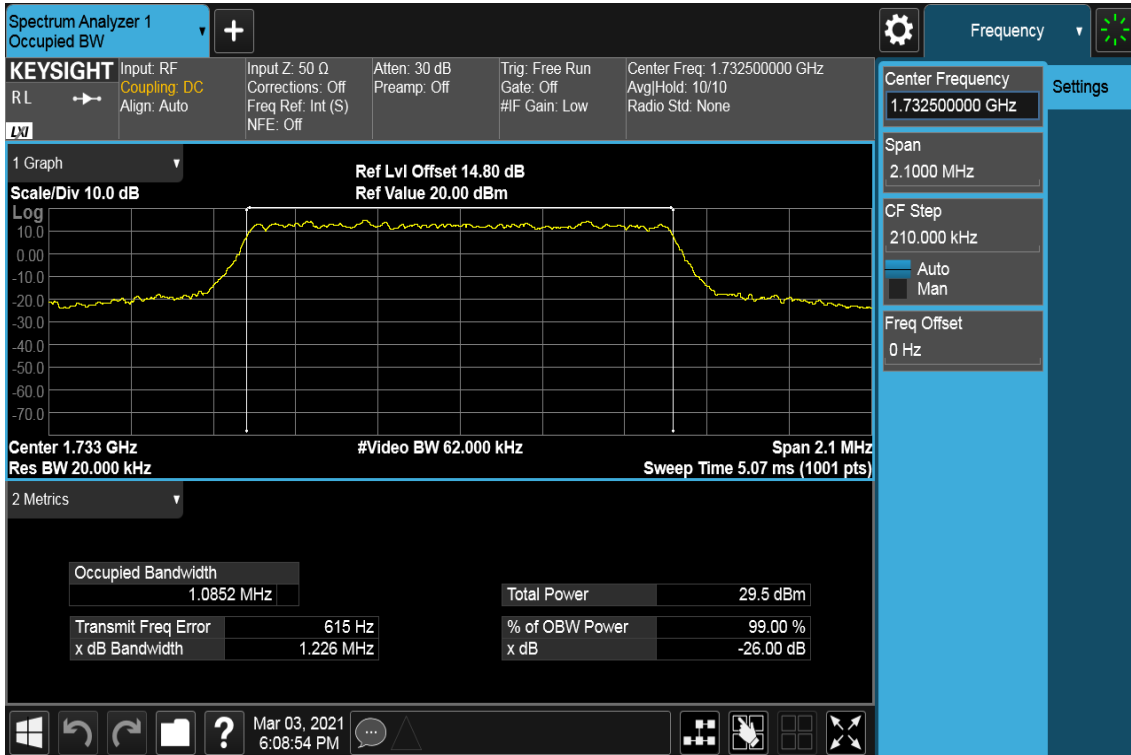 Spectrum Analyzer 1
Occupied BW
+
Frequency
KEYSIGHT
RL
LXI
Input: RF
Coupling: DC
Align: Auto
Input Z: 50 Ω
Corrections: Off
Freq Ref: Int (S)
NFE: Off
Atten: 30 dB
Preamp: Off
Trig: Free Run
Gate: Off
#IF Gain: Low
Center Freq: 1.732500000 GHz
Avg|Hold: 10/10
Radio Std: None
Center Frequency
1.732500000 GHz
Settings
Span
2.1000 MHz
CF Step
210.000 kHz
Auto
Man
Freq Offset
0 Hz
1 Graph
Scale/Div 10.0 dB
Ref Lvl Offset 14.80 dB
Ref Value 20.00 dBm
Log
10.0
0.00
-10.0
-20.0
-30.0
-40.0
-50.0
-60.0
-70.0
Center 1.733 GHz
#Video BW 62.000 kHz
Span 2.1 MHz
Res BW 20.000 kHz
Sweep Time 5.07 ms (1001 pts)
2 Metrics
Occupied Bandwidth
1.0852 MHz
Total Power 29.5 dBm
Transmit Freq Error 615 Hz
% of OBW Power 99.00 %
x dB Bandwidth 1.226 MHz
x dB -26.00 dB
?
Mar 03, 2021
6:08:54 PM